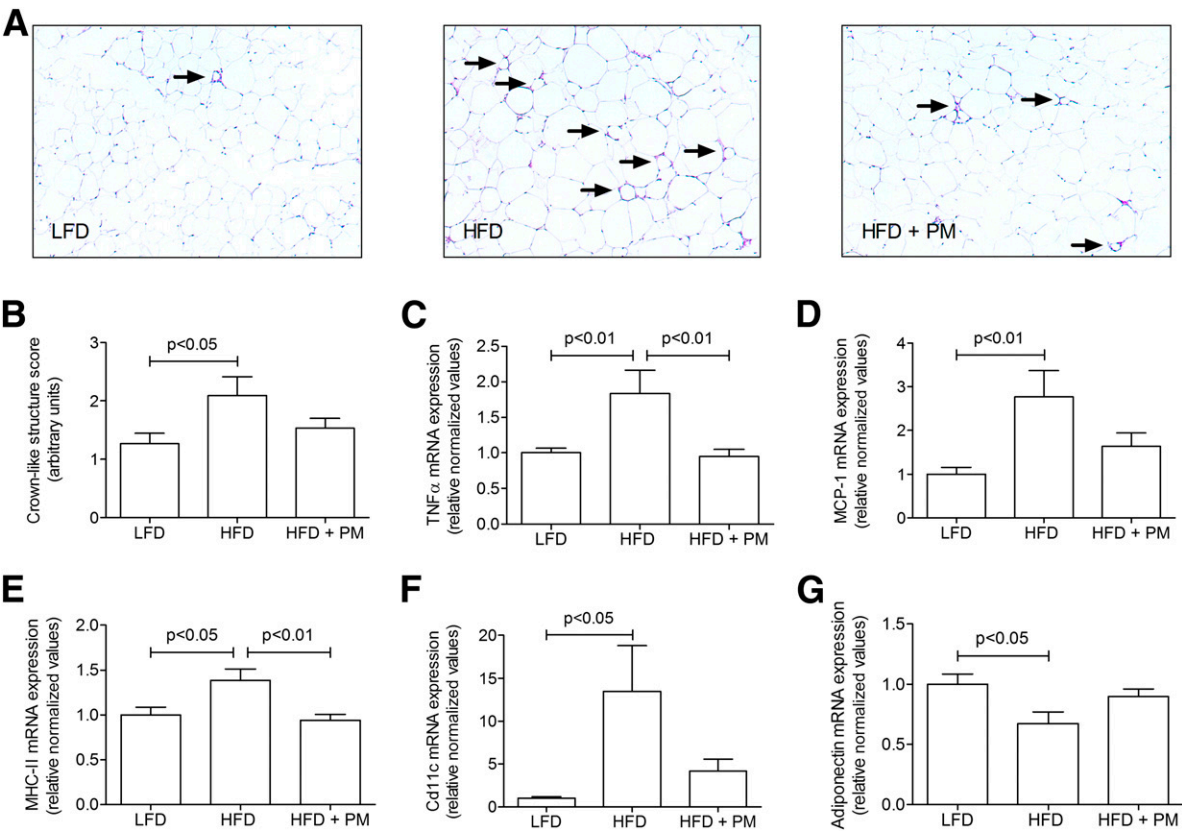 A
LFD
HFD
HFD + PM
B
Crown-like structure score
(arbitrary units)
3
2
1
0
p<0.05
LFD
HFD
HFD + PM
C
TNFα mRNA expression
(relative normalized values)
2.5
2.0
1.5
1.0
0.5
0.0
p<0.01
p<0.01
LFD
HFD
HFD + PM
D
MCP-1 mRNA expression
(relative normalized values)
4
3
2
1
0
p<0.01
LFD
HFD
HFD + PM
E
MHC-II mRNA expression
(relative normalized values)
2.0
1.5
1.0
0.5
0.0
p<0.05
p<0.01
LFD
HFD
HFD + PM
F
Cd11c mRNA expression
(relative normalized values)
20
15
10
5
0
p<0.05
LFD
HFD
HFD + PM
G
Adiponectin mRNA expression
(relative normalized values)
1.5
1.0
0.5
0.0
p<0.05
LFD
HFD
HFD + PM